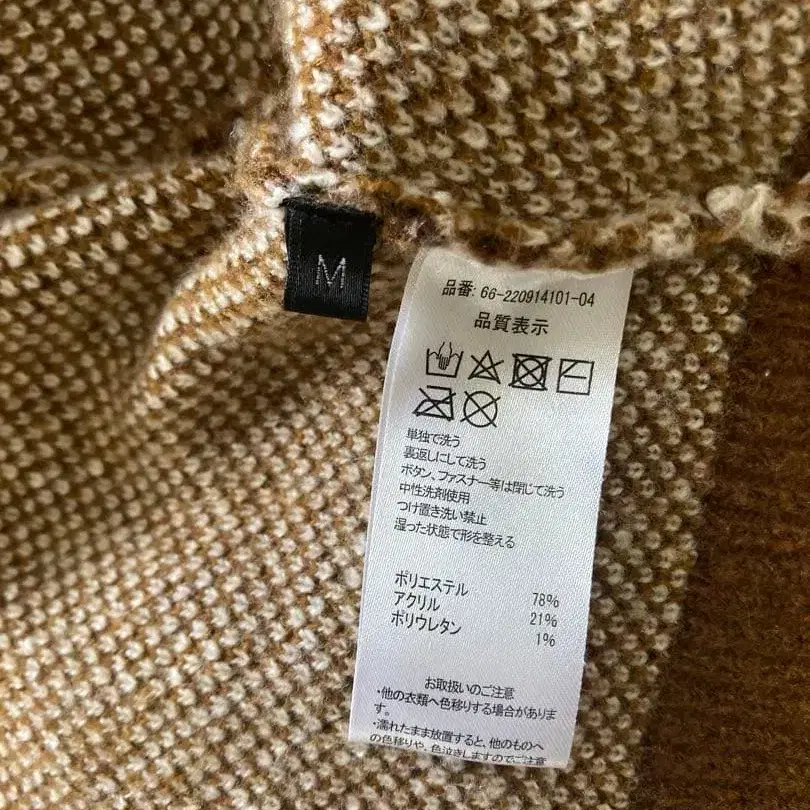 M
品番: 66-220914101-04
品質表示
単独で洗う
裏返しにして洗う
ボタン、ファスナー等は閉じて洗う
中性洗剤使用
つけ置き洗い禁止
湿った状態で形を整える
ポリエステル 78%
アクリル 21%
ポリウレタン 1%
お取扱いのご注意
・他の衣類へ色移りする場合がありま
す。
・濡れたまま放置すると、他のものへ
の色移りや、色泣きしますのでご注意